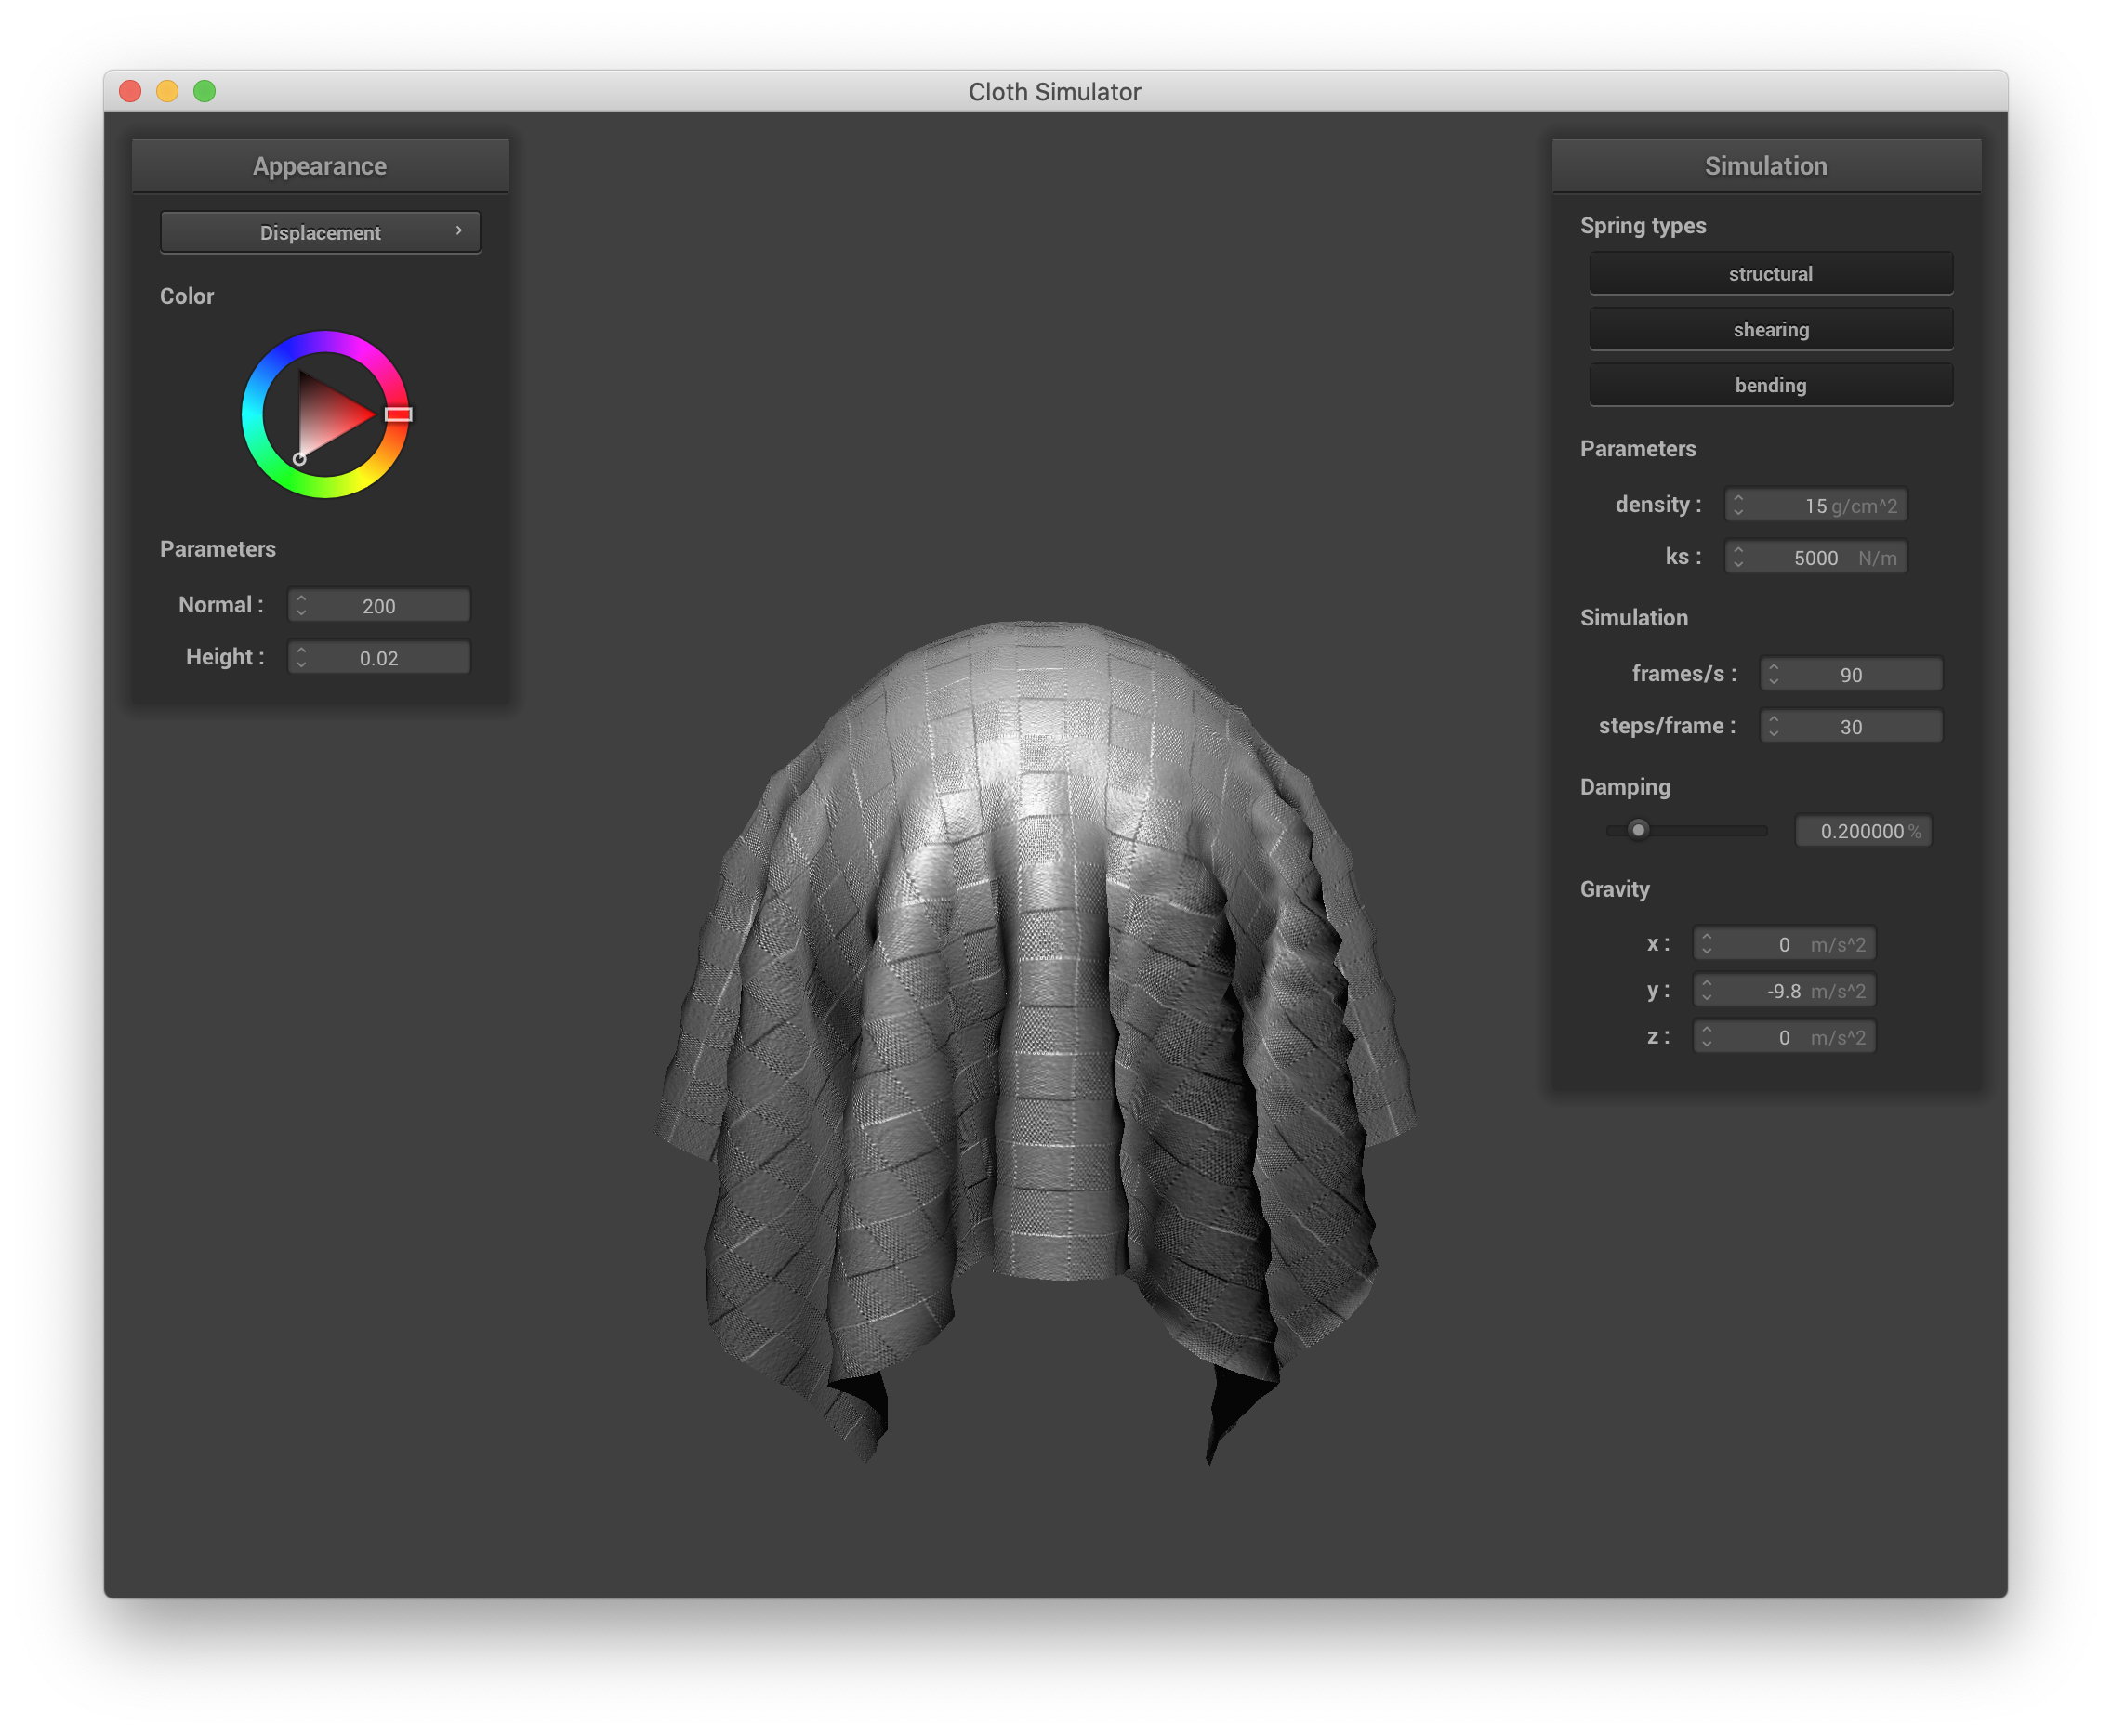 Cloth Simulator
Appearance
Displacement
Color
Parameters
Normal : 200
Height : 0.02
Simulation
Spring types
structural
shearing
bending
Parameters
density : 15 g/cm^2
ks : 5000 N/m
Simulation
frames/s : 90
steps/frame : 30
Damping
0.200000 %
Gravity
x : 0 m/s^2
y : -9.8 m/s^2
z : 0 m/s^2